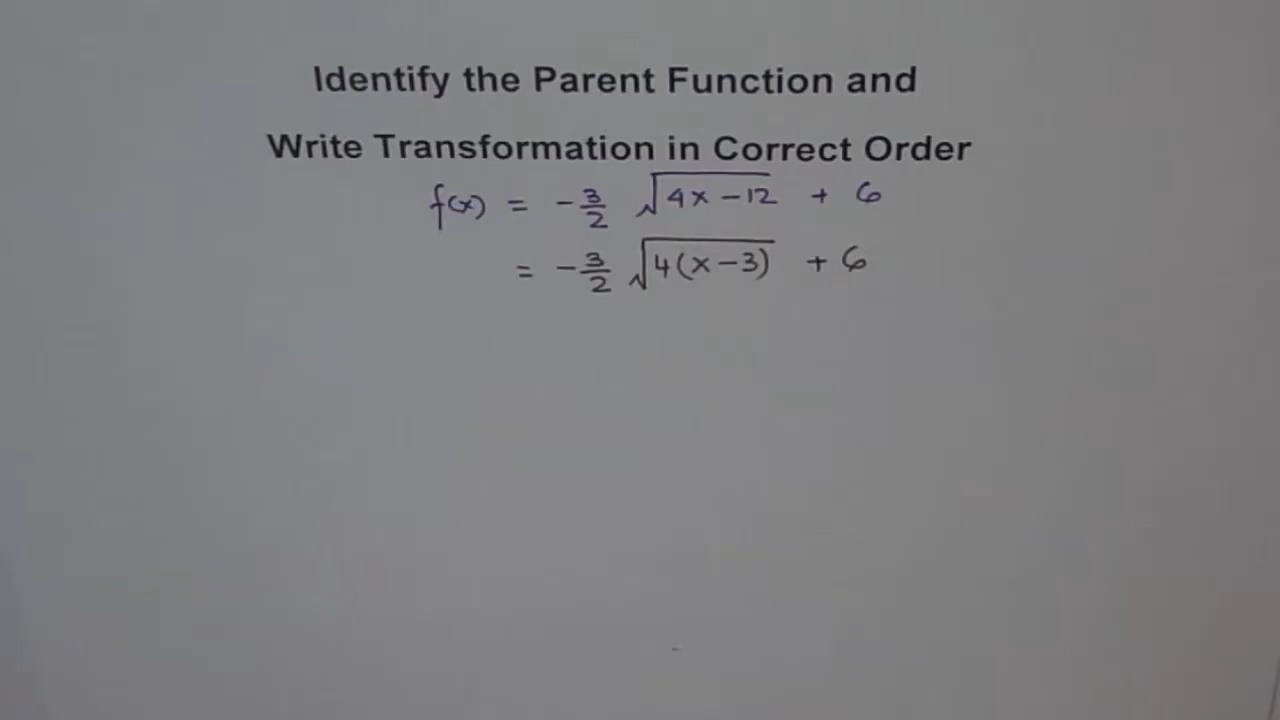 Identify the Parent Function and
Write Transformation in Correct Order
f(x) = -3/2 √(4x-12) + 6
= -3/2 √(4(x-3)) + 6